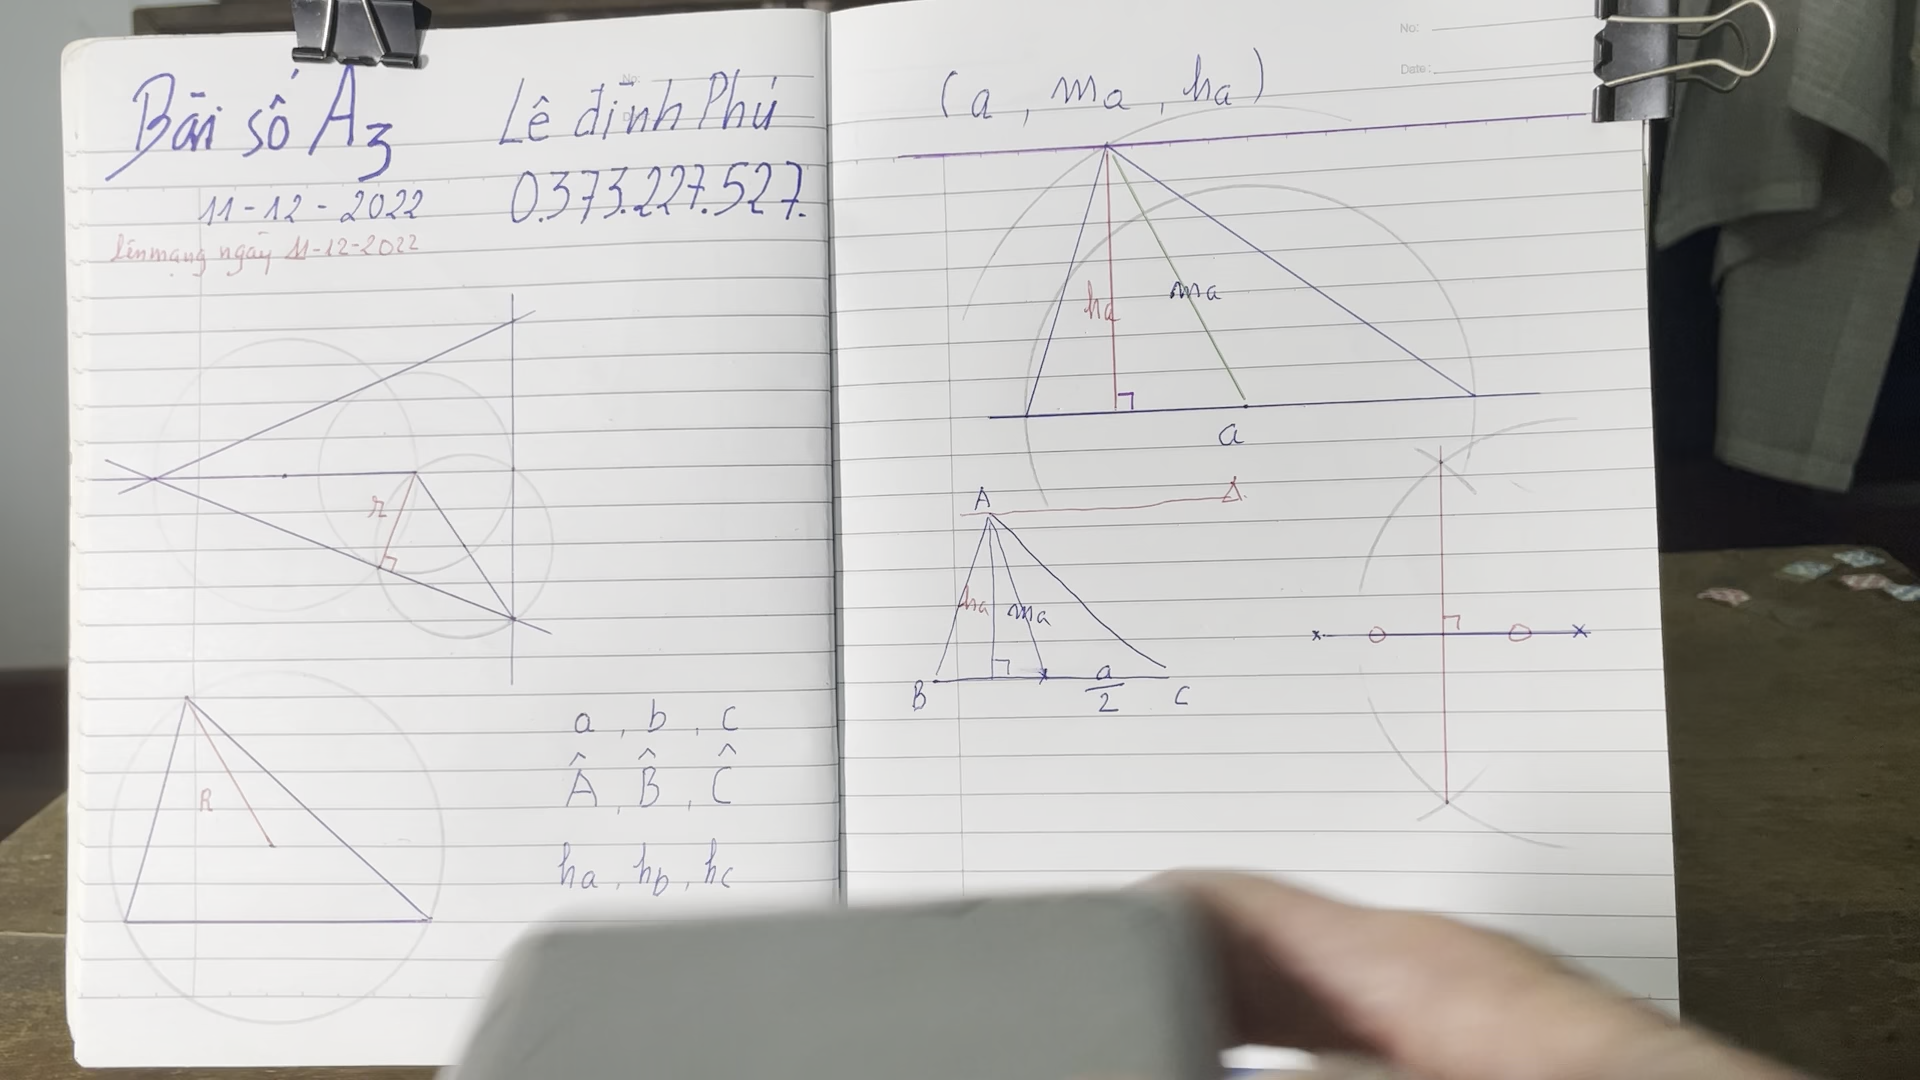 Bài số A3
Lê đình Phú
11-12-2022
0.373.227.527.
Lên mạng ngày 11-12-2022
r
R
a, b, c
Â, B̂, Ĉ
ha, hb, hc
No:
Date:
(a, ma, ha)
ha
ma
a
A
Δ
ha
ma
B
a/2
C